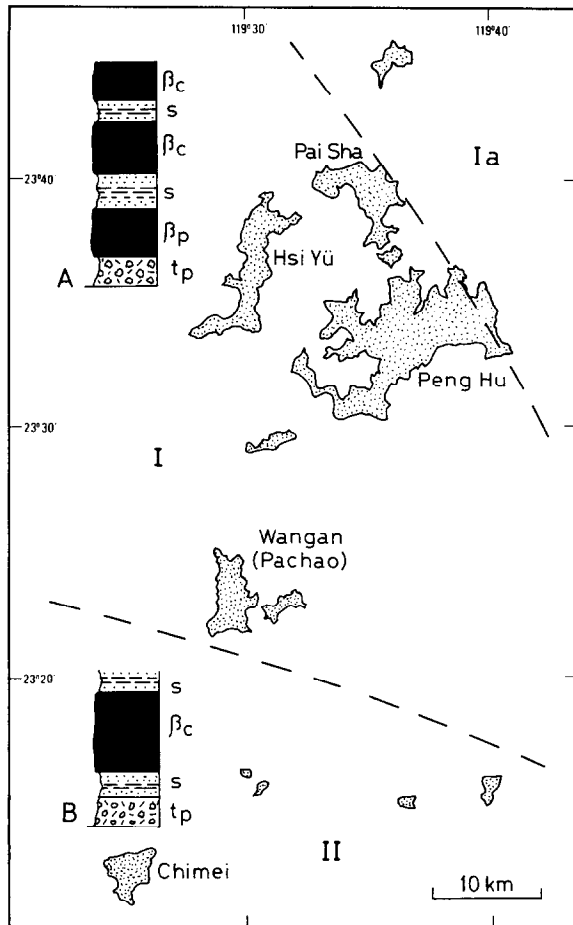 119° 30' 119° 40'
βc
s
βc
s
βp
tp
A
Pai Sha
Ia
23°40'
Hsi Yü
Peng Hu
23°30'
I
Wangan
(Pachao)
23°20'
s
βc
s
tp
B
II
Chimei
10 km